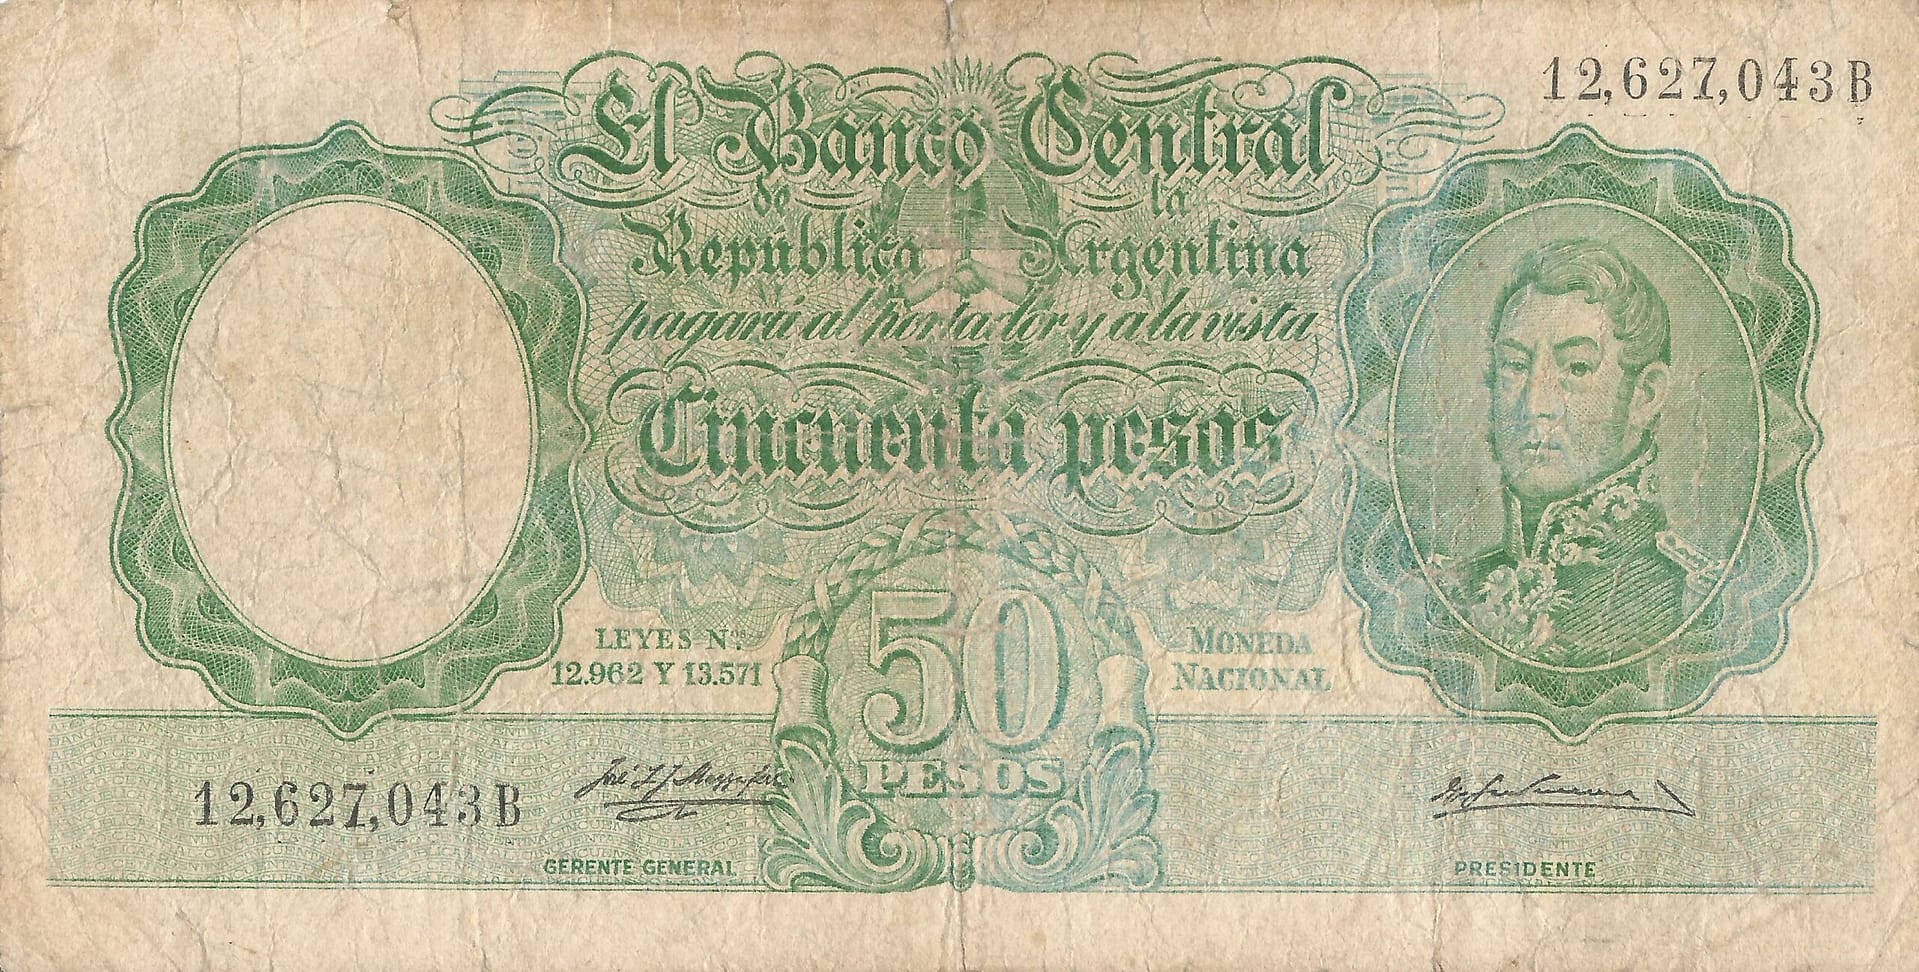 12,627,043B
El Banco Central
de la
República Argentina
pagará al portador y a la vista
Cincuenta pesos
LEYES Nos.
12.962 Y 13.571
50
PESOS
MONEDA
NACIONAL
12,627,043B
GERENTE GENERAL
PRESIDENTE